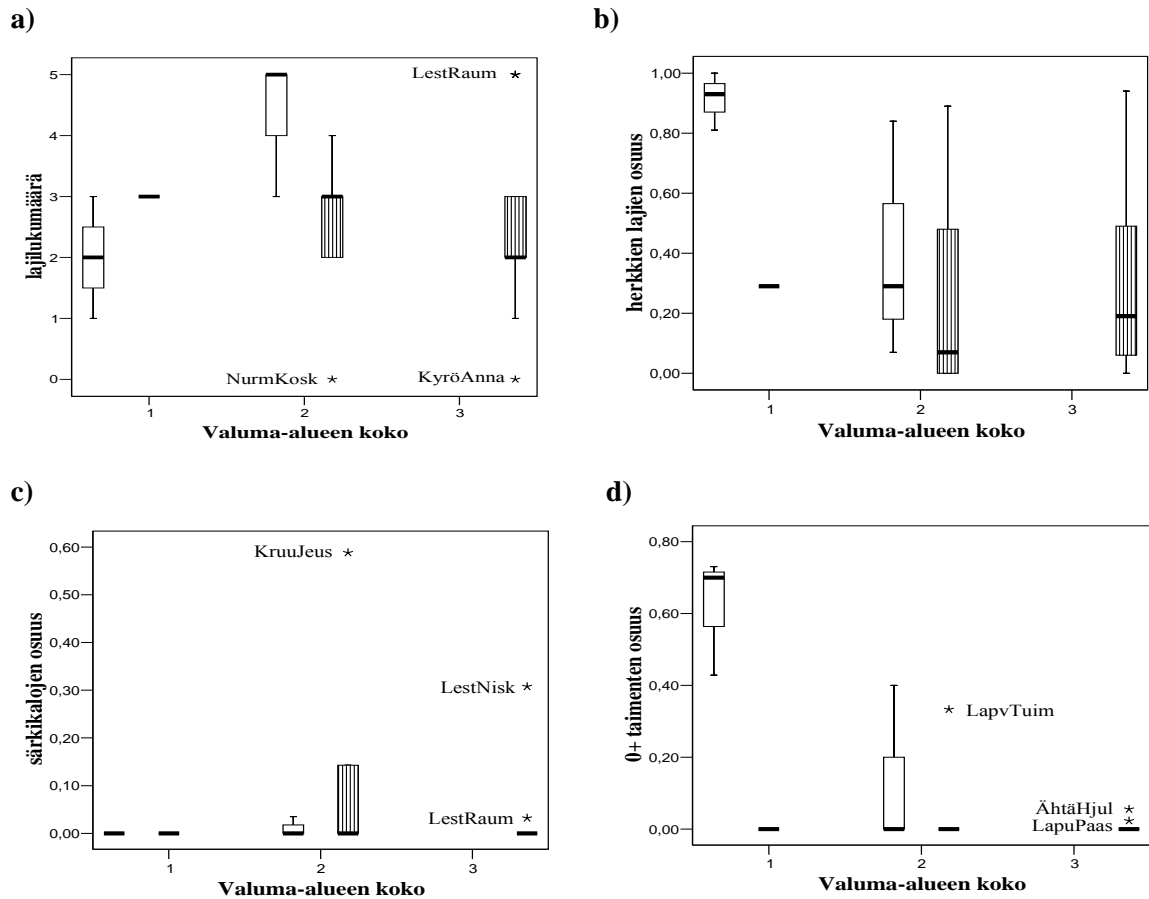 a)
lajilukumäärä
5
4
3
2
1
0
LestRaum
NurmKosk
KyröAnna
1
2
3
Valuma-alueen koko
b)
herkkien lajien osuus
1,00
0,80
0,60
0,40
0,20
0,00
1
2
3
Valuma-alueen koko
c)
särkikalojen osuus
0,60
0,50
0,40
0,30
0,20
0,10
0,00
KruuJeus
LestNisk
LestRaum
1
2
3
Valuma-alueen koko
d)
0+ taimenten osuus
0,80
0,60
0,40
0,20
0,00
LapvTuim
ÄhtäHjul
LapuPaas
1
2
3
Valuma-alueen koko